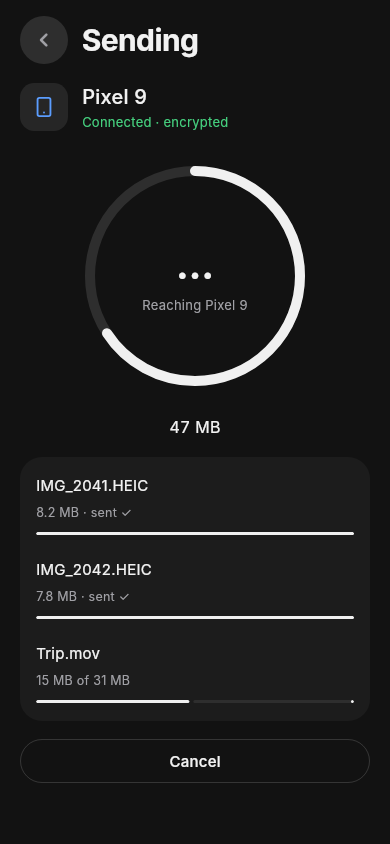 Sending
Pixel 9
Connected · encrypted
•••
Reaching Pixel 9
47 MB
IMG_2041.HEIC
8.2 MB · sent ✓
IMG_2042.HEIC
7.8 MB · sent ✓
Trip.mov
15 MB of 31 MB
Cancel